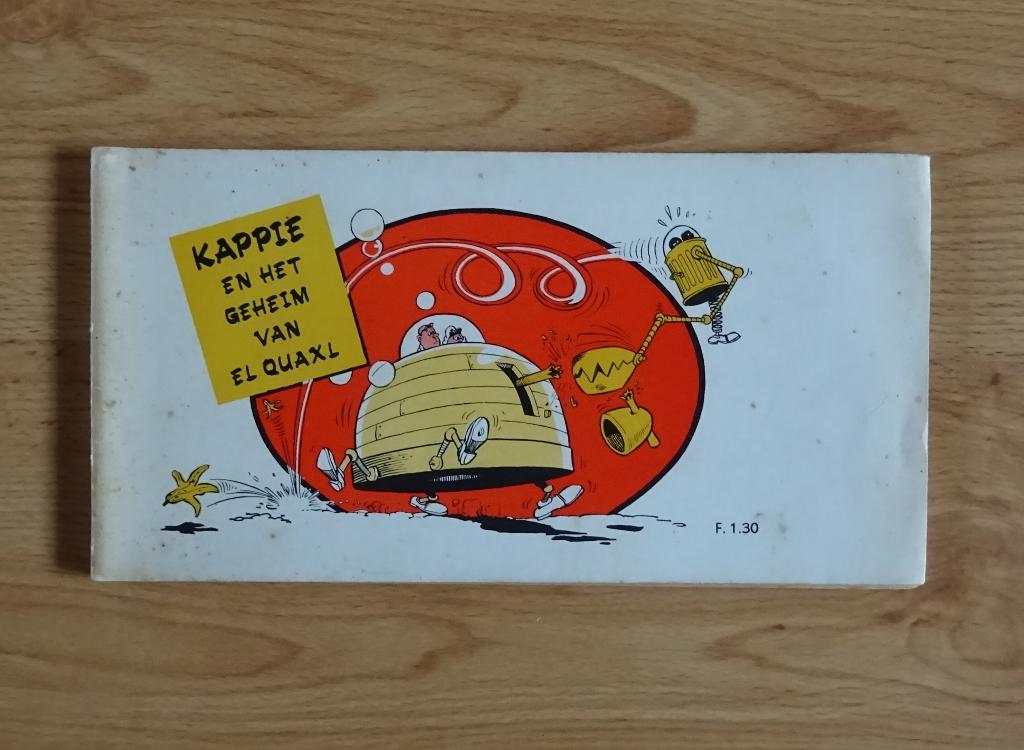 KAPPIE
EN HET
GEHEIM
VAN
EL QUAXL
F. 1.30